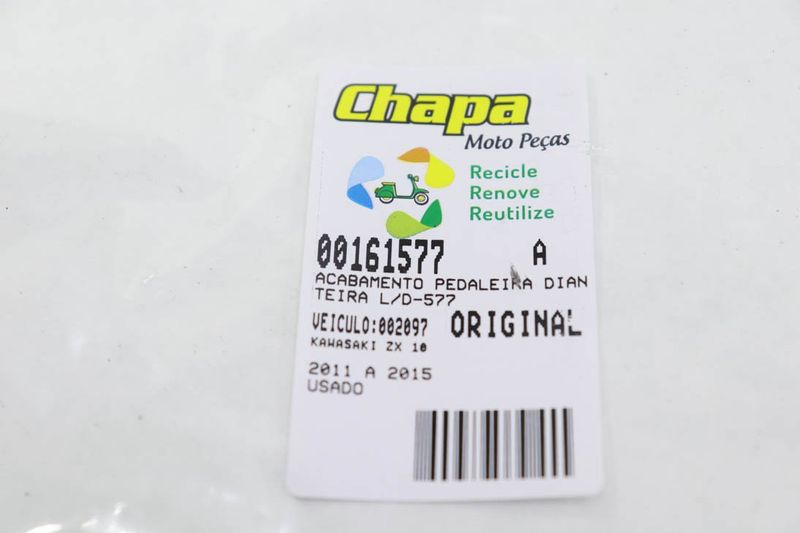 Chapa
Moto Peças
Recicle
Renove
Reutilize
00161577 A
ACABAMENTO PEDALEIRA DIAN
TEIRA L/D-577
VEICULO:002097 ORIGINAL
KAWASAKI ZX 10
2011 A 2015
USADO